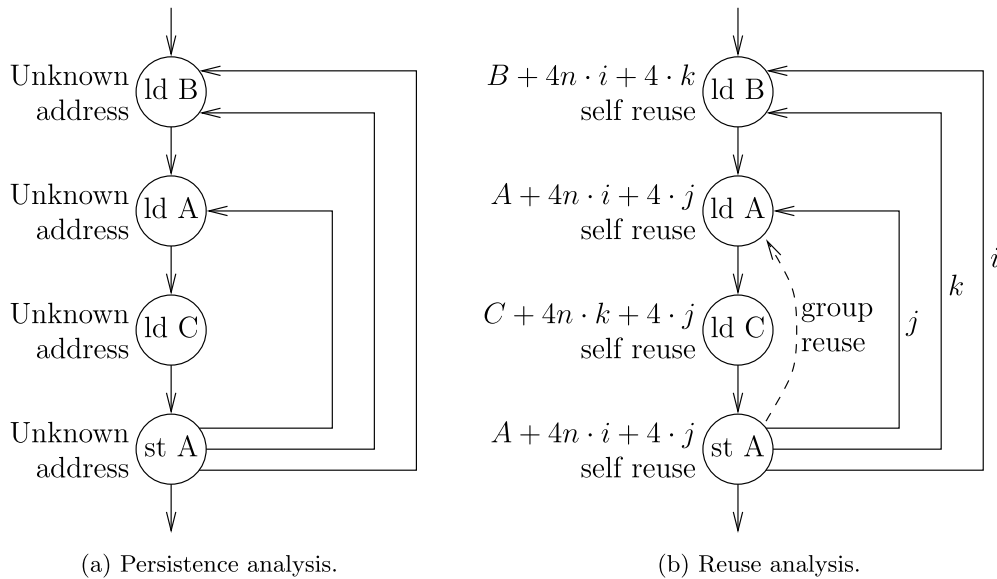 Unknown
address
ld B
Unknown
address
ld A
Unknown
address
ld C
Unknown
address
st A
(a) Persistence analysis.
B + 4n · i + 4 · k
self reuse
ld B
A + 4n · i + 4 · j
self reuse
ld A
C + 4n · k + 4 · j
self reuse
ld C
group
reuse
j
k
i
A + 4n · i + 4 · j
self reuse
st A
(b) Reuse analysis.